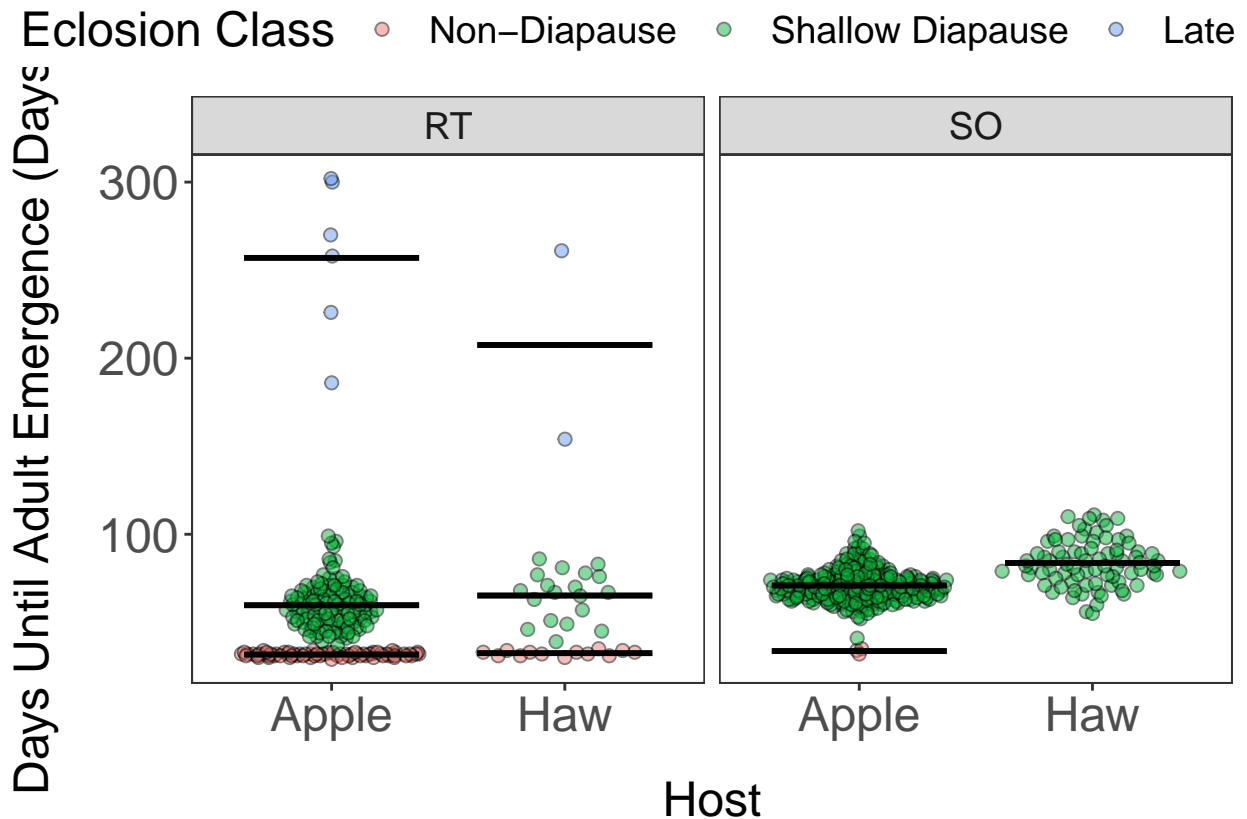 Eclosion Class Non−Diapause Shallow Diapause Late
Days Until Adult Emergence (Days
RT
SO
300
200
100
Apple Haw Apple Haw
Host